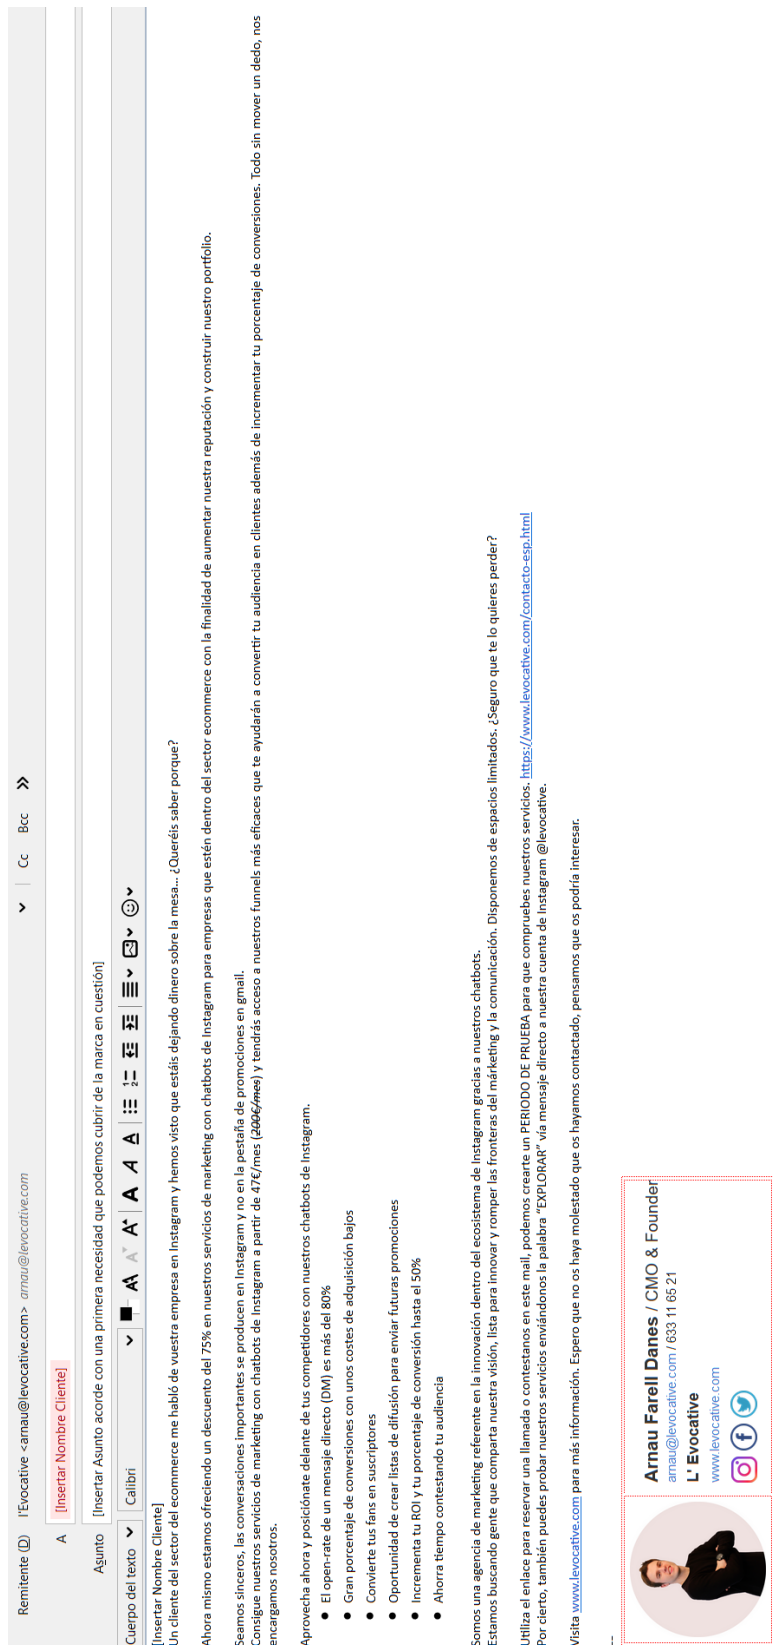 Remitente (D) l'Evocative <arnau@levocative.com> arnau@levocative.com Cc Bcc
A [Insertar Nombre Cliente]
Asunto [Insertar Asunto acorde con una primera necesidad que podemos cubrir de la marca en cuestión]
Cuerpo del texto Calibri
[Insertar Nombre Cliente]
Un cliente del sector del ecommerce me habló de vuestra empresa en Instagram y hemos visto que estáis dejando dinero sobre la mesa... ¿Queréis saber porque?
Ahora mismo estamos ofreciendo un descuento del 75% en nuestros servicios de marketing con chatbots de Instagram para empresas que estén dentro del sector ecommerce con la finalidad de aumentar nuestra reputación y construir nuestro portfolio.
Seamos sinceros, las conversaciones importantes se producen en Instagram y no en la pestaña de promociones en gmail.
Consigue nuestros servicios de marketing con chatbots de Instagram a partir de 47€/mes (200€/mes) y tendrás acceso a nuestros funnels más eficaces que te ayudarán a convertir tu audiencia en clientes además de incrementar tu porcentaje de conversiones. Todo sin mover un dedo, nos
encargamos nosotros.
Aprovecha ahora y posiciónate delante de tus competidores con nuestros chatbots de Instagram.
● El open-rate de un mensaje directo (DM) es más del 80%
● Gran porcentaje de conversiones con unos costes de adquisición bajos
● Convierte tus fans en suscriptores
● Oportunidad de crear listas de difusión para enviar futuras promociones
● Incrementa tu ROI y tu porcentaje de conversión hasta el 50%
● Ahorra tiempo contestando tu audiencia
Somos una agencia de marketing referente en la innovación dentro del ecosistema de Instagram gracias a nuestros chatbots.
Estamos buscando gente que comparta nuestra visión, lista para innovar y romper las fronteras del márketing y la comunicación. Disponemos de espacios limitados. ¿Seguro que te lo quieres perder?
Utiliza el enlace para reservar una llamada o contestanos en este mail, podemos crearte un PERIODO DE PRUEBA para que compruebes nuestros servicios. https://www.levocative.com/contacto-esp.html
Por cierto, también puedes probar nuestros servicios enviándonos la palabra "EXPLORAR" vía mensaje directo a nuestra cuenta de Instagram @levocative.
Visita www.levocative.com para más información. Espero que no os haya molestado que os hayamos contactado, pensamos que os podría interesar.
--
Arnau Farell Danes / CMO & Founder
arnau@levocative.com / 633 11 65 21
L' Evocative
www.levocative.com